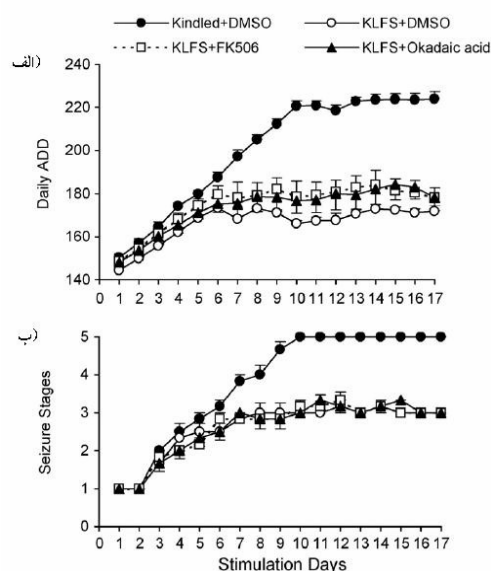 Kindled+DMSO KLFS+DMSO
KLFS+FK506 KLFS+Okadaic acid
الف)
240
220
200
180
160
140
Daily ADD
0 1 2 3 4 5 6 7 8 9 10 11 12 13 14 15 16 17
ب)
5
4
3
2
1
0
Seizure Stages
0 1 2 3 4 5 6 7 8 9 10 11 12 13 14 15 16 17
Stimulation Days